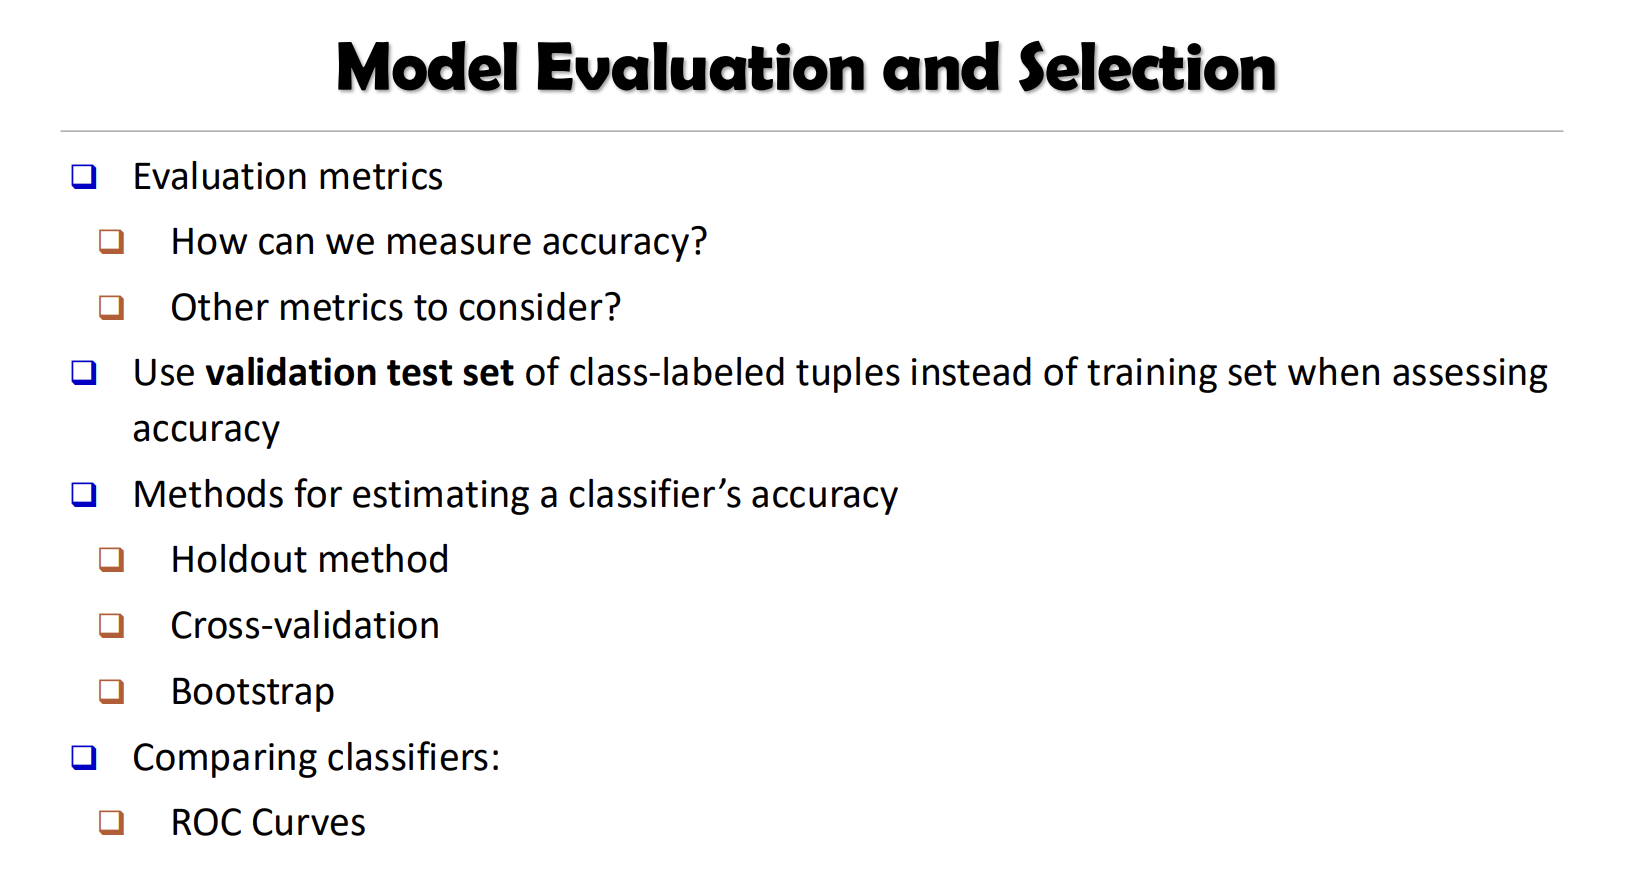 Model Evaluation and Selection
Evaluation metrics
How can we measure accuracy?
Other metrics to consider?
Use validation test set of class-labeled tuples instead of training set when assessing
accuracy
Methods for estimating a classifier’s accuracy
Holdout method
Cross-validation
Bootstrap
Comparing classifiers:
ROC Curves